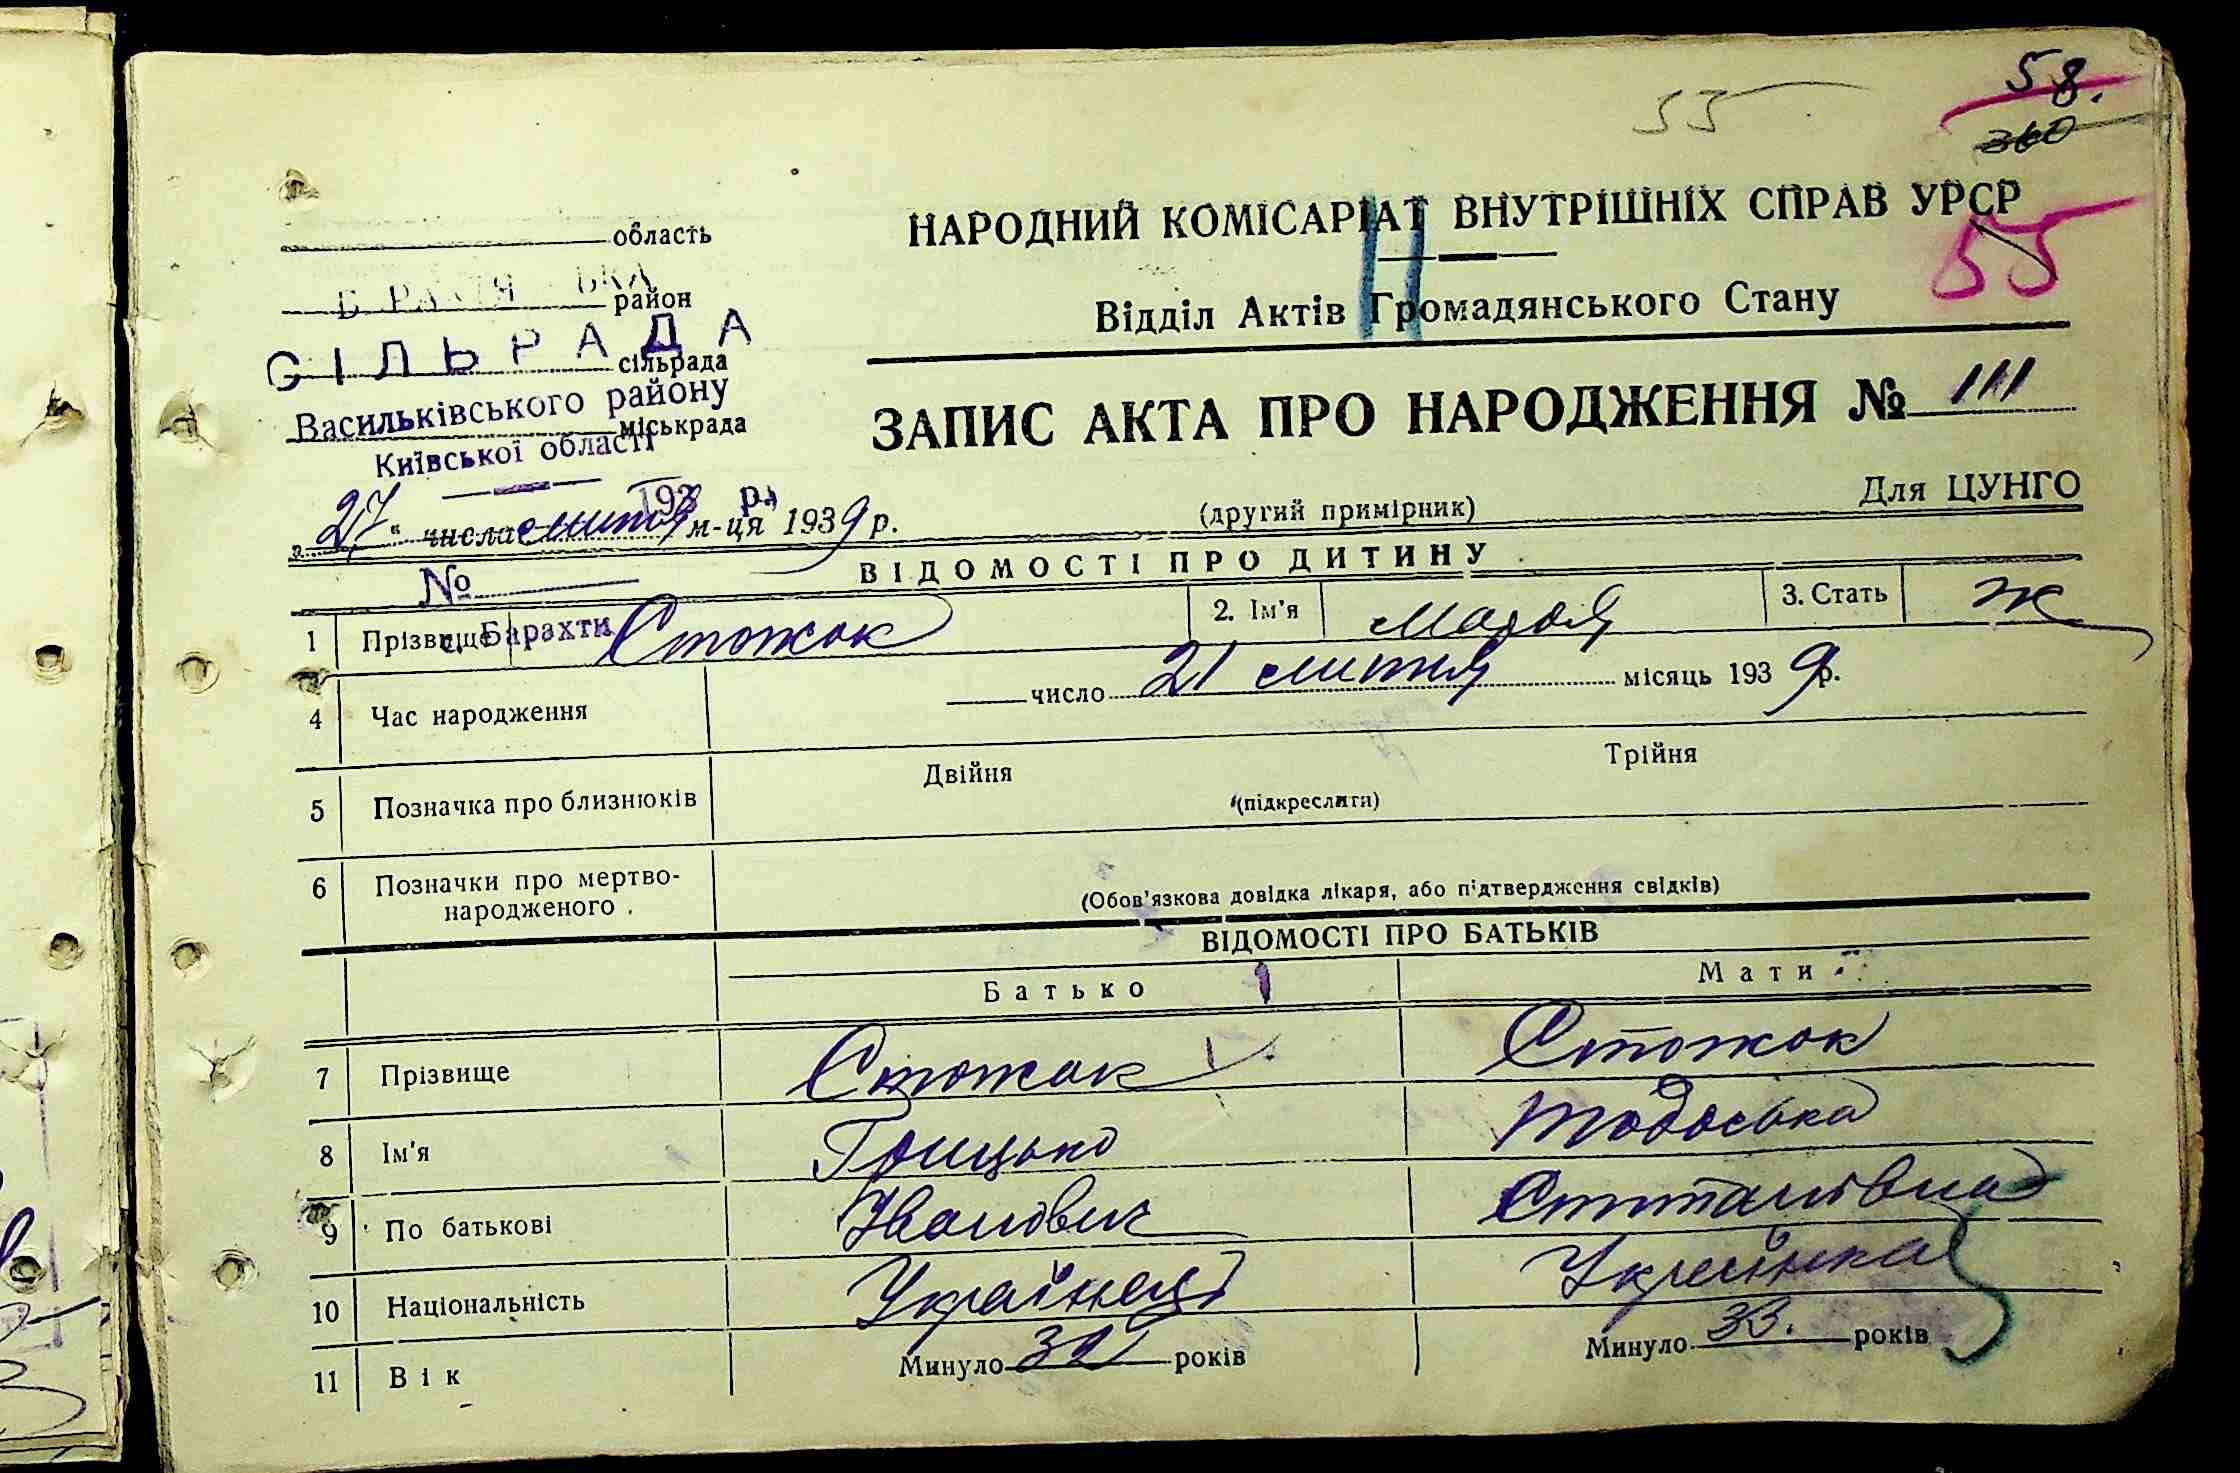 58.
55
360
55
НАРОДНИЙ КОМІСАРІАТ ВНУТРІШНІХ СПРАВ УРСР
Відділ Актів Громадянського Стану
ЗАПИС АКТА ПРО НАРОДЖЕННЯ № 111
(другий примірник)
Для ЦУНГО
область
район
СІЛЬРАДА
сільрада
Васильківського району
міськрада
Київської області
193 р.
„27" числа липня м-ця 1939 р.
№
с. Барахти
ВІДОМОСТІ ПРО ДИТИНУ
1 Прізвище Стожок 2. Ім'я 3. Стать Ж
4 Час народження число 21 липня місяць 1939 р.
5 Позначка про близнюків Двійня Трійня
(підкреслити)
6 Позначки про мертво-
народженого
(Обов'язкова довідка лікаря, або підтвердження свідків)
ВІДОМОСТІ ПРО БАТЬКІВ
Батько Мати
7 Прізвище Стожок Стожок
8 Ім'я Грицько Тодоська
9 По батькові Іванович Степанівна
10 Національність Українець Українка
11 Вік Минуло років Минуло 33. років